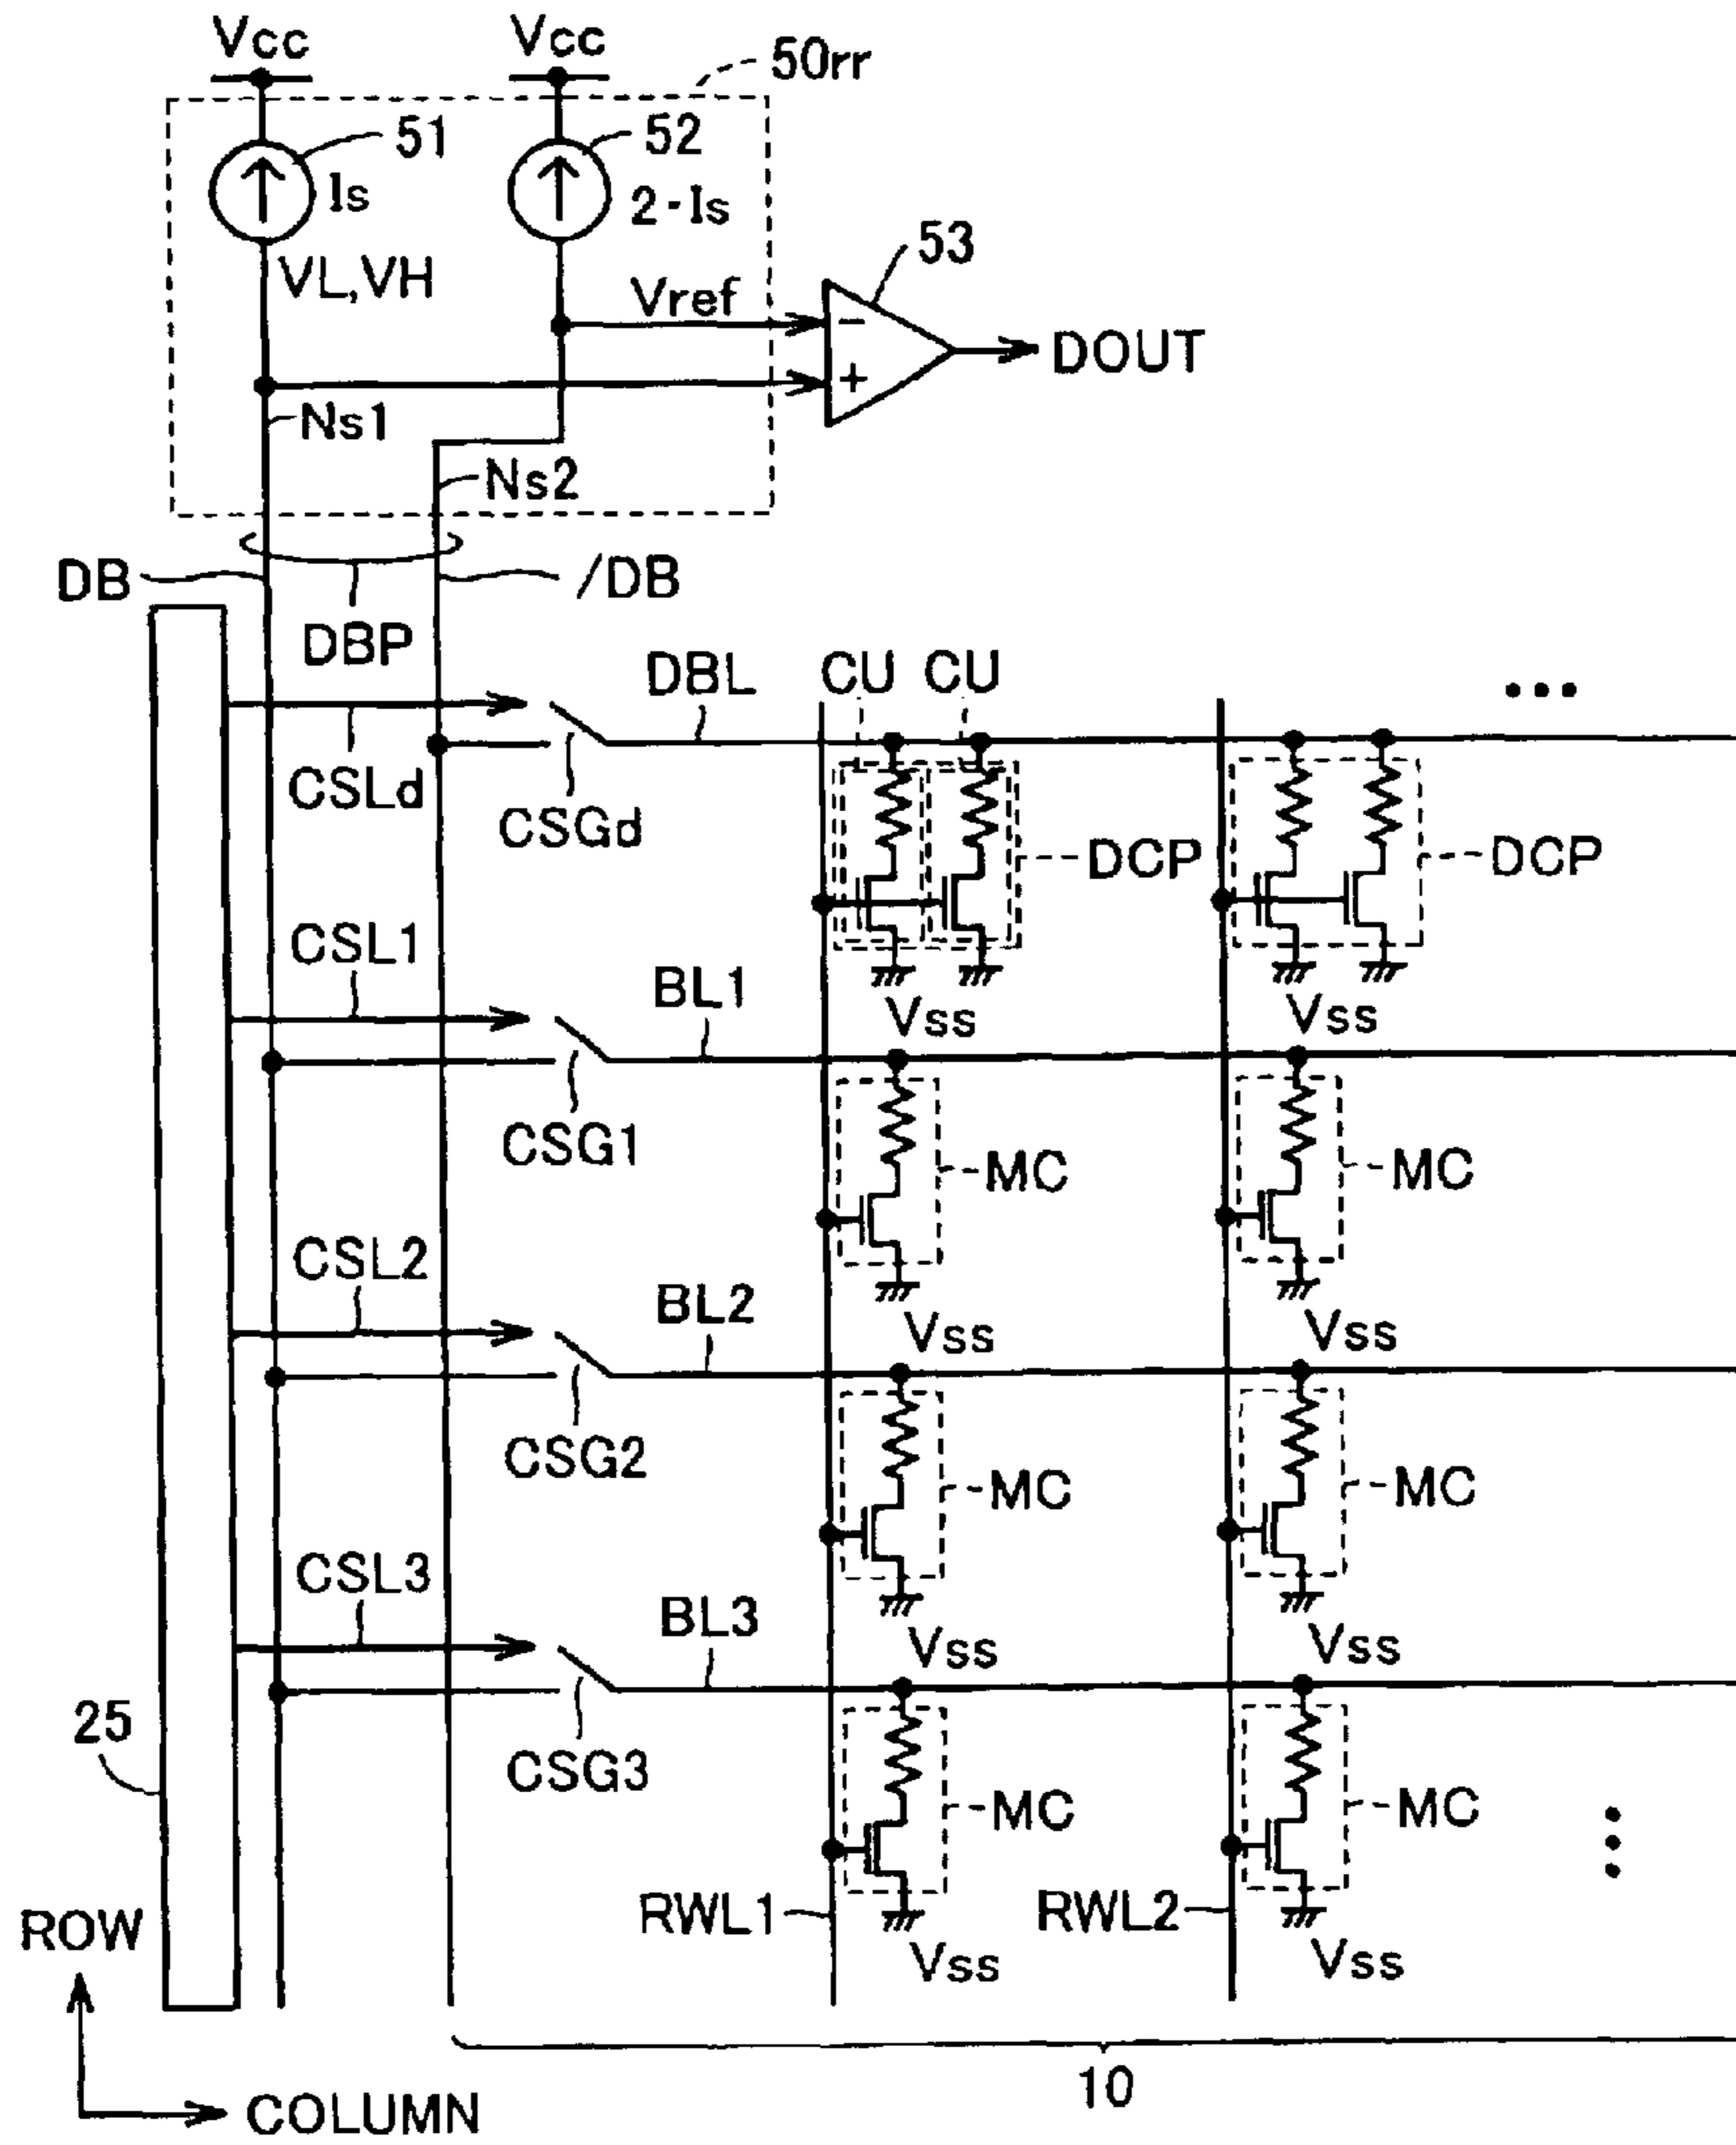 Vcc Vcc
50rr
51 52
Is 2·Is
53
VL,VH Vref
− DOUT
+
Ns1
Ns2
DB /DB
DBP
DBL CU CU ...
CSLd
CSGd DCP DCP
CSL1
BL1 Vss Vss
CSG1 MC MC
CSL2
BL2 Vss Vss
CSG2 MC MC
CSL3
BL3 Vss Vss
25
CSG3 MC MC
RWL1 RWL2
ROW
Vss Vss
10
COLUMN